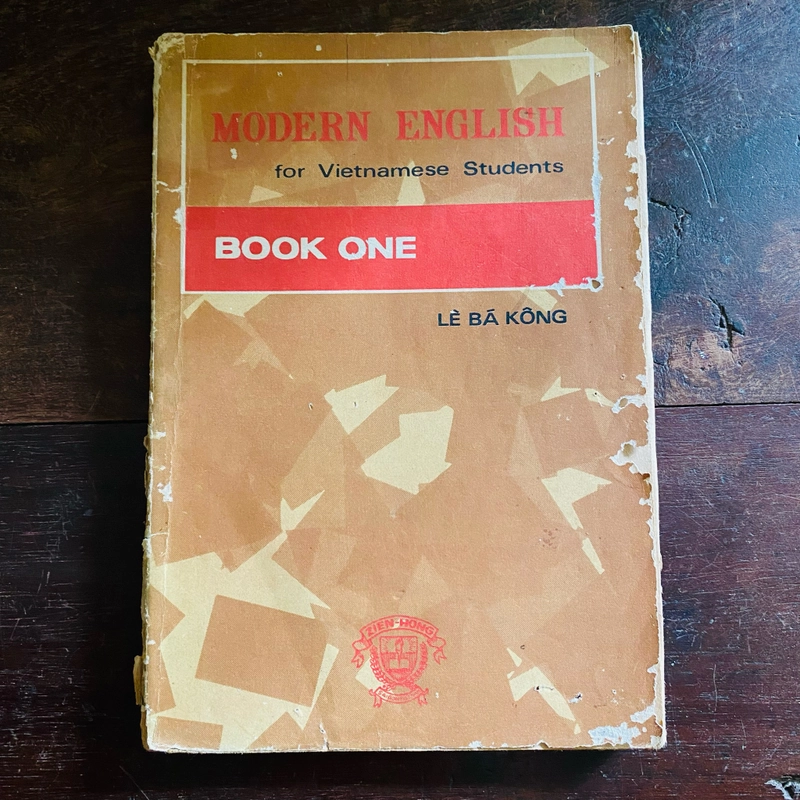 MODERN ENGLISH
for Vietnamese Students
BOOK ONE
LÊ BÁ KÔNG
ZIEN-HONG